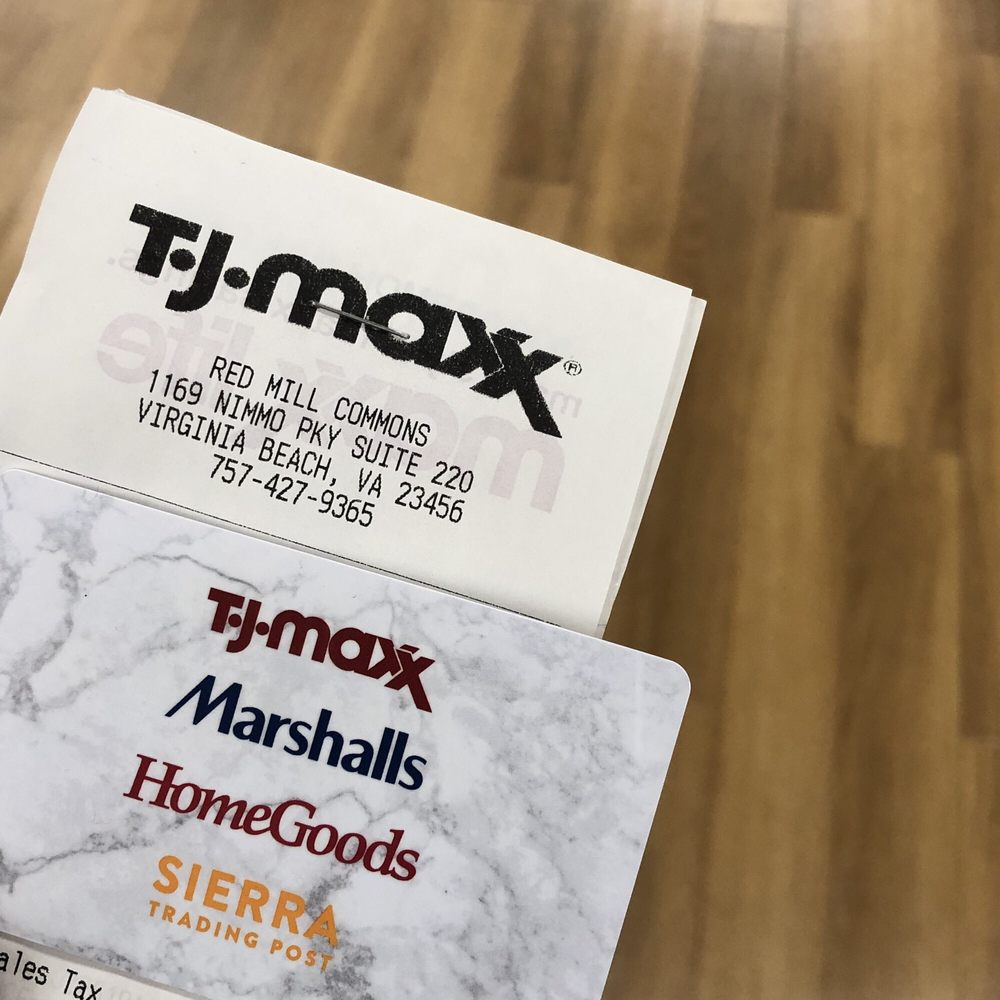 T·J·maxx®
RED MILL COMMONS
1169 NIMMO PKY SUITE 220
VIRGINIA BEACH, VA 23456
757-427-9365
T·J·maxx
Marshalls
HomeGoods
SIERRA
TRADING POST
ales Tax